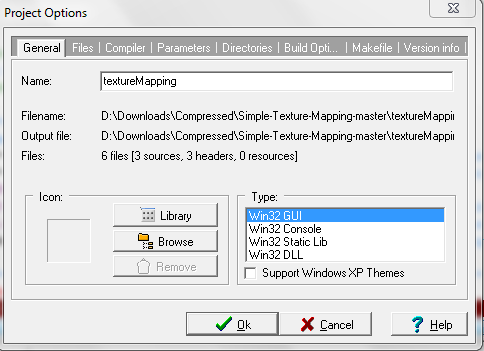 Project Options
General Files Compiler Parameters Directories Build Opti... Makefile Version info
Name: textureMapping
Filename: D:\Downloads\Compressed\Simple-Texture-Mapping-master\textureMappi
Output file: D:\Downloads\Compressed\Simple-Texture-Mapping-master\textureMappi
Files: 6 files [3 sources, 3 headers, 0 resources]
Icon:
Library
Browse
Remove
Type:
Win32 GUI
Win32 Console
Win32 Static Lib
Win32 DLL
Support Windows XP Themes
Ok Cancel Help